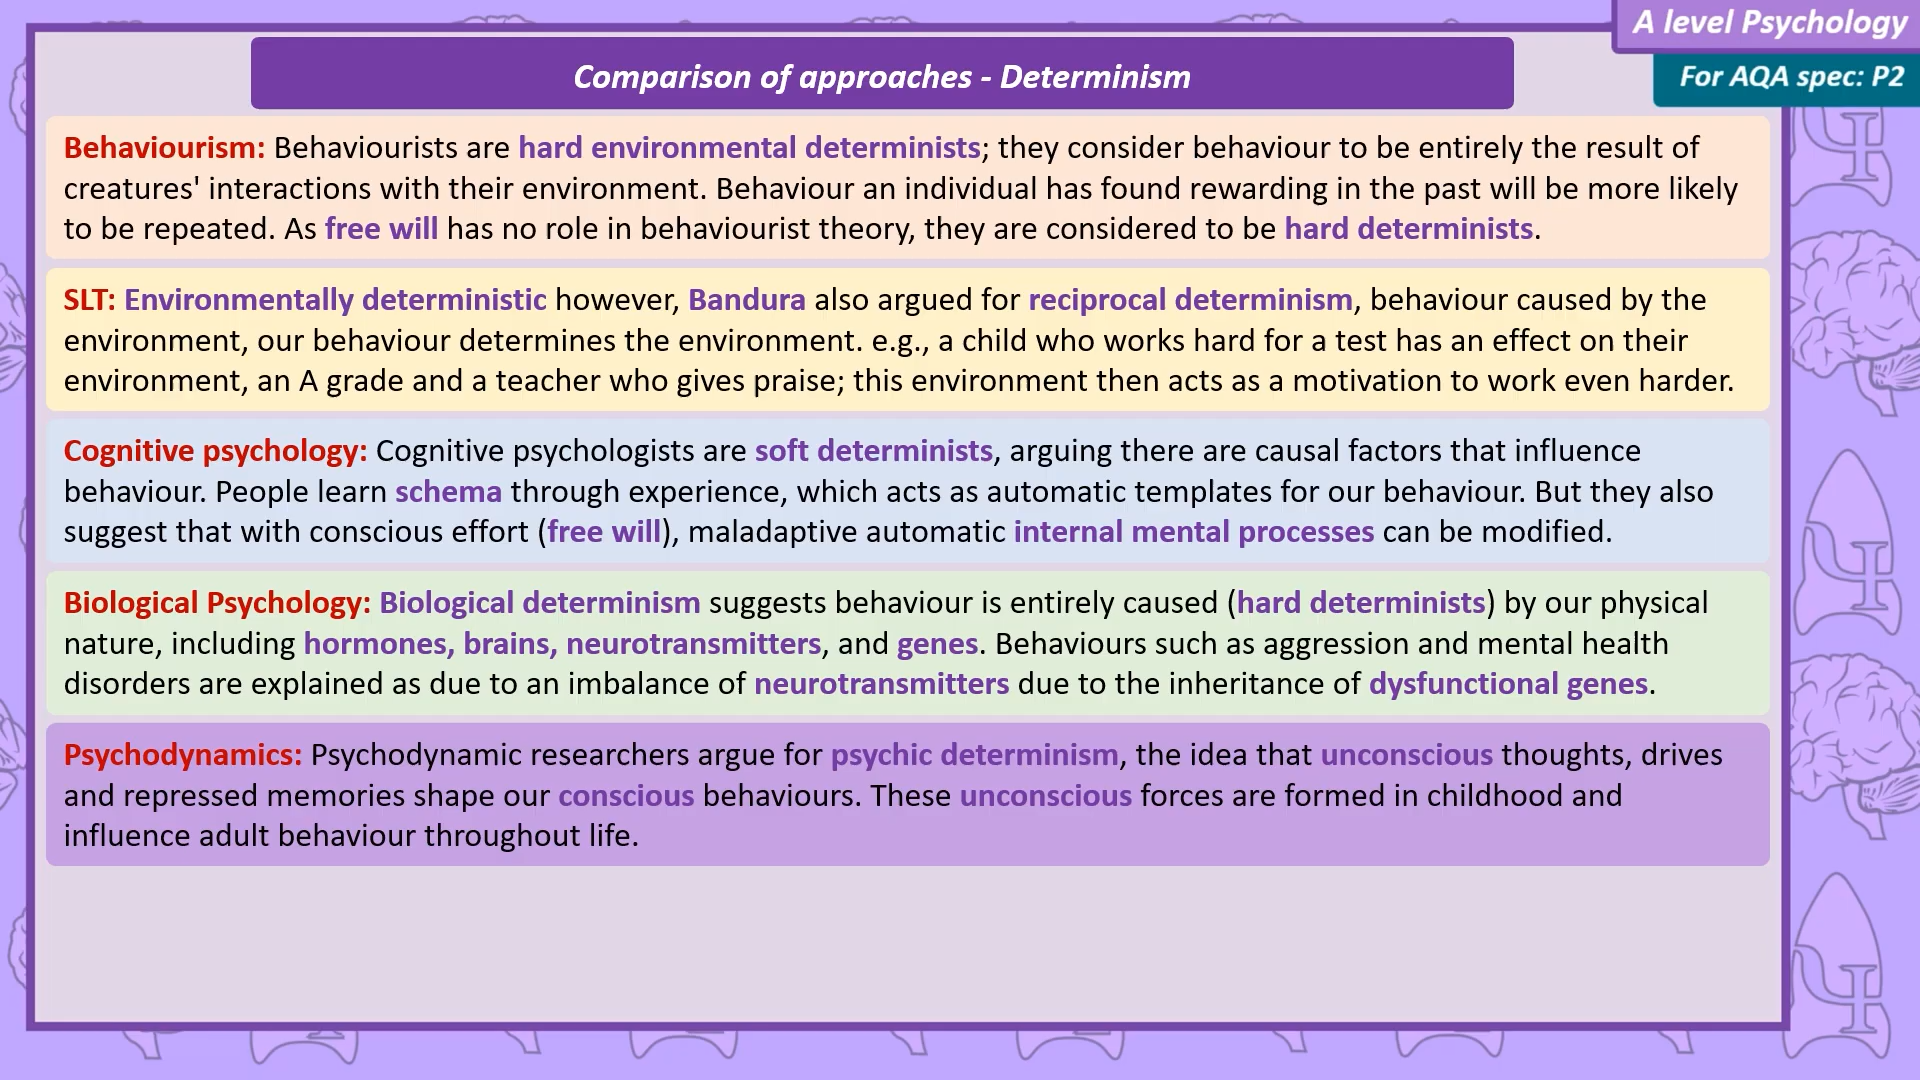 A level Psychology
For AQA spec: P2
Comparison of approaches - Determinism
Behaviourism: Behaviourists are hard environmental determinists; they consider behaviour to be entirely the result of
creatures' interactions with their environment. Behaviour an individual has found rewarding in the past will be more likely
to be repeated. As free will has no role in behaviourist theory, they are considered to be hard determinists.
SLT: Environmentally deterministic however, Bandura also argued for reciprocal determinism, behaviour caused by the
environment, our behaviour determines the environment. e.g., a child who works hard for a test has an effect on their
environment, an A grade and a teacher who gives praise; this environment then acts as a motivation to work even harder.
Cognitive psychology: Cognitive psychologists are soft determinists, arguing there are causal factors that influence
behaviour. People learn schema through experience, which acts as automatic templates for our behaviour. But they also
suggest that with conscious effort (free will), maladaptive automatic internal mental processes can be modified.
Biological Psychology: Biological determinism suggests behaviour is entirely caused (hard determinists) by our physical
nature, including hormones, brains, neurotransmitters, and genes. Behaviours such as aggression and mental health
disorders are explained as due to an imbalance of neurotransmitters due to the inheritance of dysfunctional genes.
Psychodynamics: Psychodynamic researchers argue for psychic determinism, the idea that unconscious thoughts, drives
and repressed memories shape our conscious behaviours. These unconscious forces are formed in childhood and
influence adult behaviour throughout life.